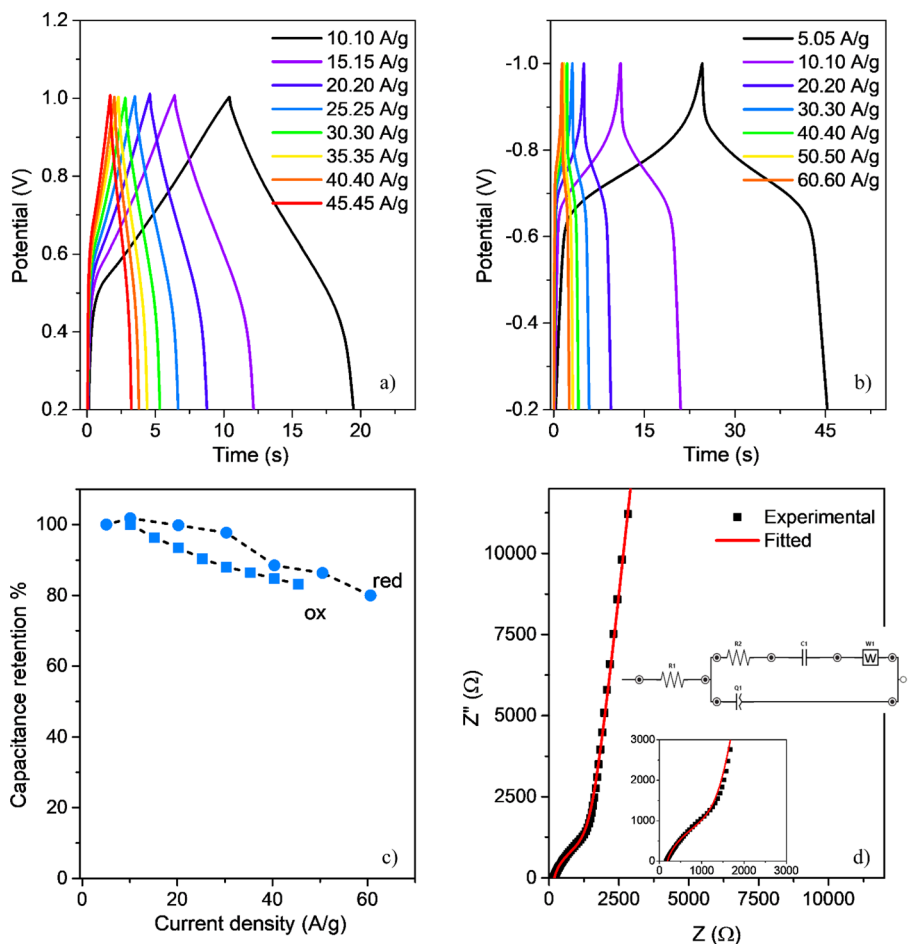 1.2
1.0
0.8
0.6
0.4
0.2
Potential (V)
10.10 A/g
15.15 A/g
20.20 A/g
25.25 A/g
30.30 A/g
35.35 A/g
40.40 A/g
45.45 A/g
a)
0 5 10 15 20
Time (s)
-1.0
-0.8
-0.6
-0.4
-0.2
Potential (V)
5.05 A/g
10.10 A/g
20.20 A/g
30.30 A/g
40.40 A/g
50.50 A/g
60.60 A/g
b)
0 15 30 45
Time (s)
100
80
60
40
20
0
Capacitance retention %
red
ox
c)
0 20 40 60
Current density (A/g)
10000
7500
5000
2500
0
Z" (Ω)
Experimental
Fitted
R1
R2
C1
W1
W
Q1
3000
2000
1000
0
0 1000 2000 3000
d)
0 2500 5000 7500 10000
Z (Ω)